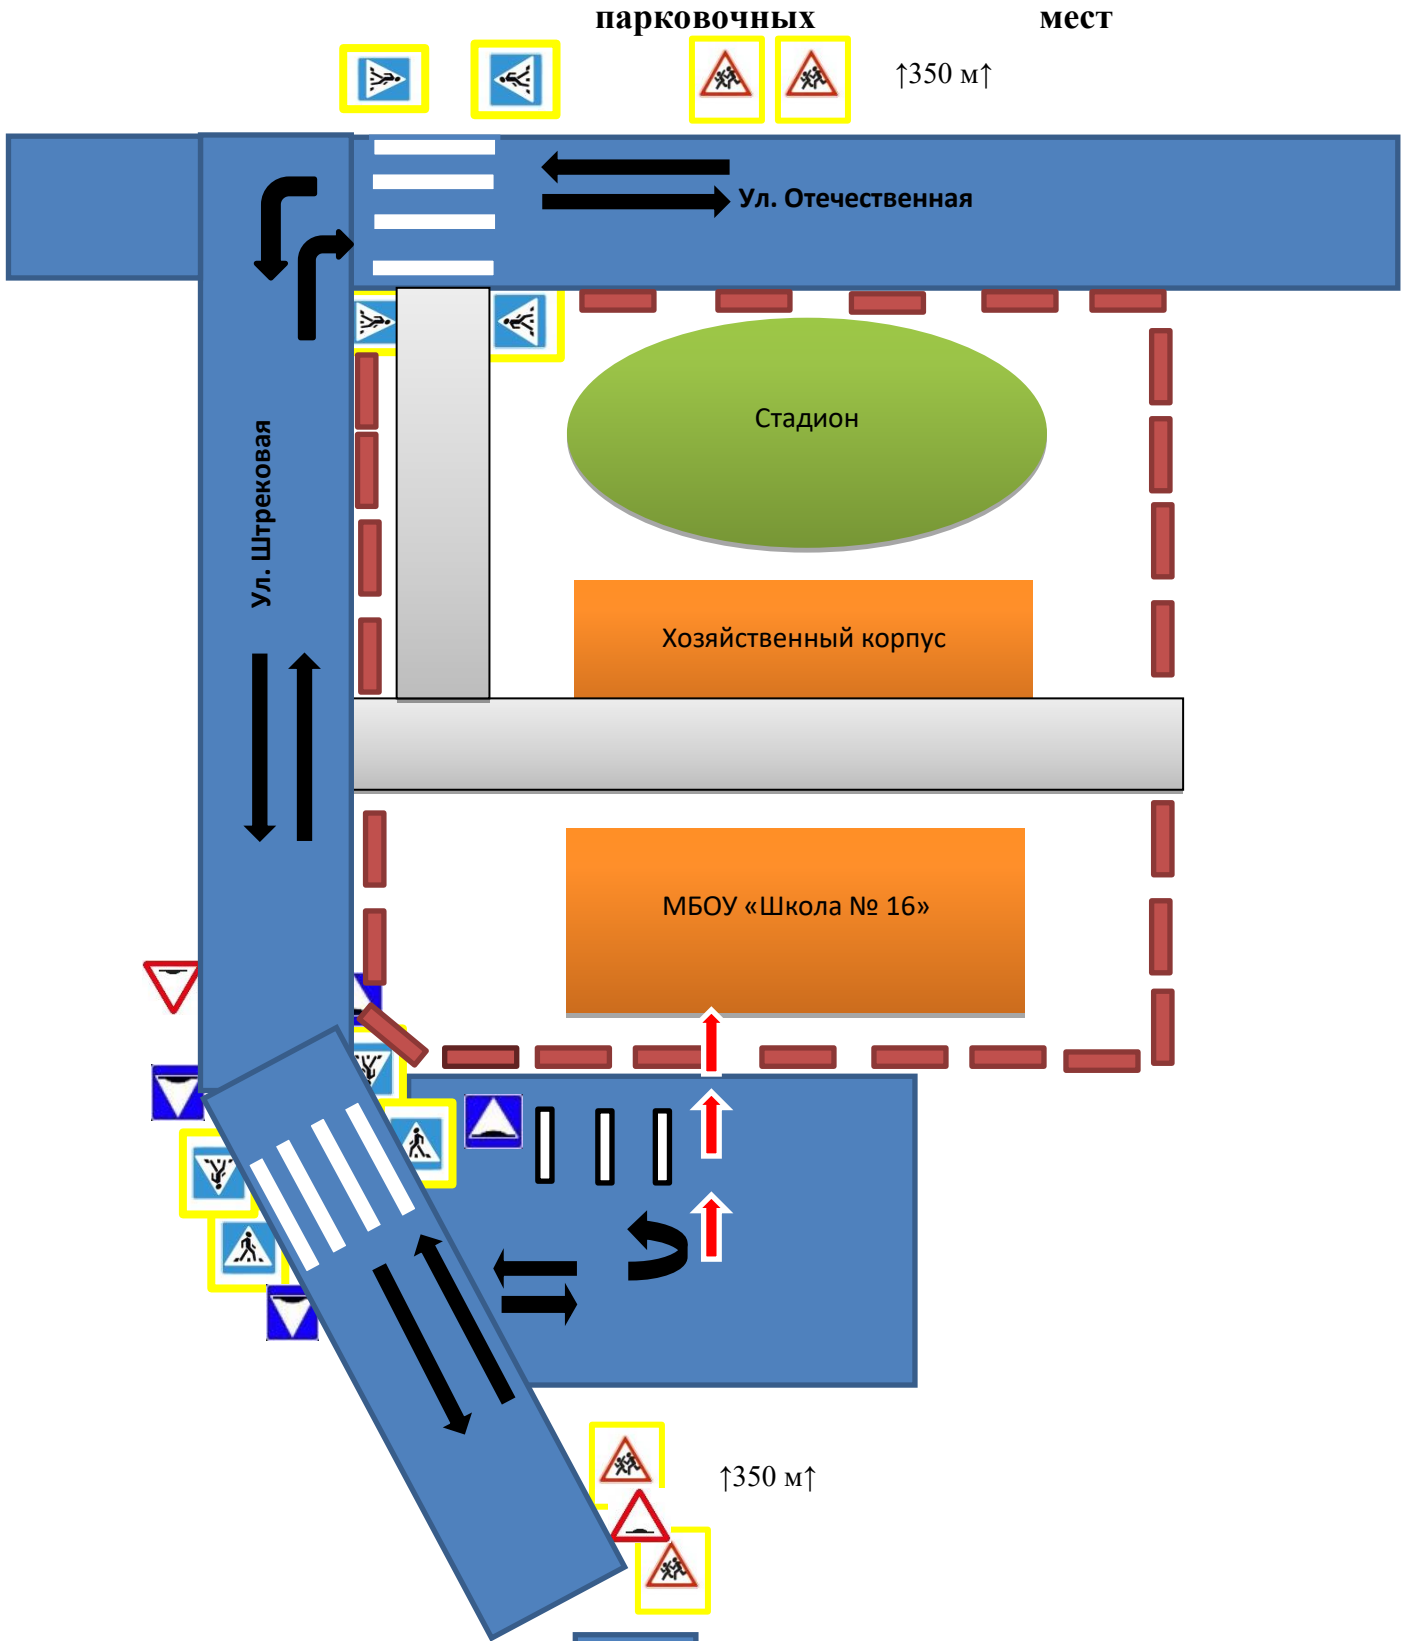 парковочных мест
↑350 м↑
Ул. Отечественная
Стадион
Ул. Штрековая
Хозяйственный корпус
МБОУ «Школа № 16»
↑350 м↑